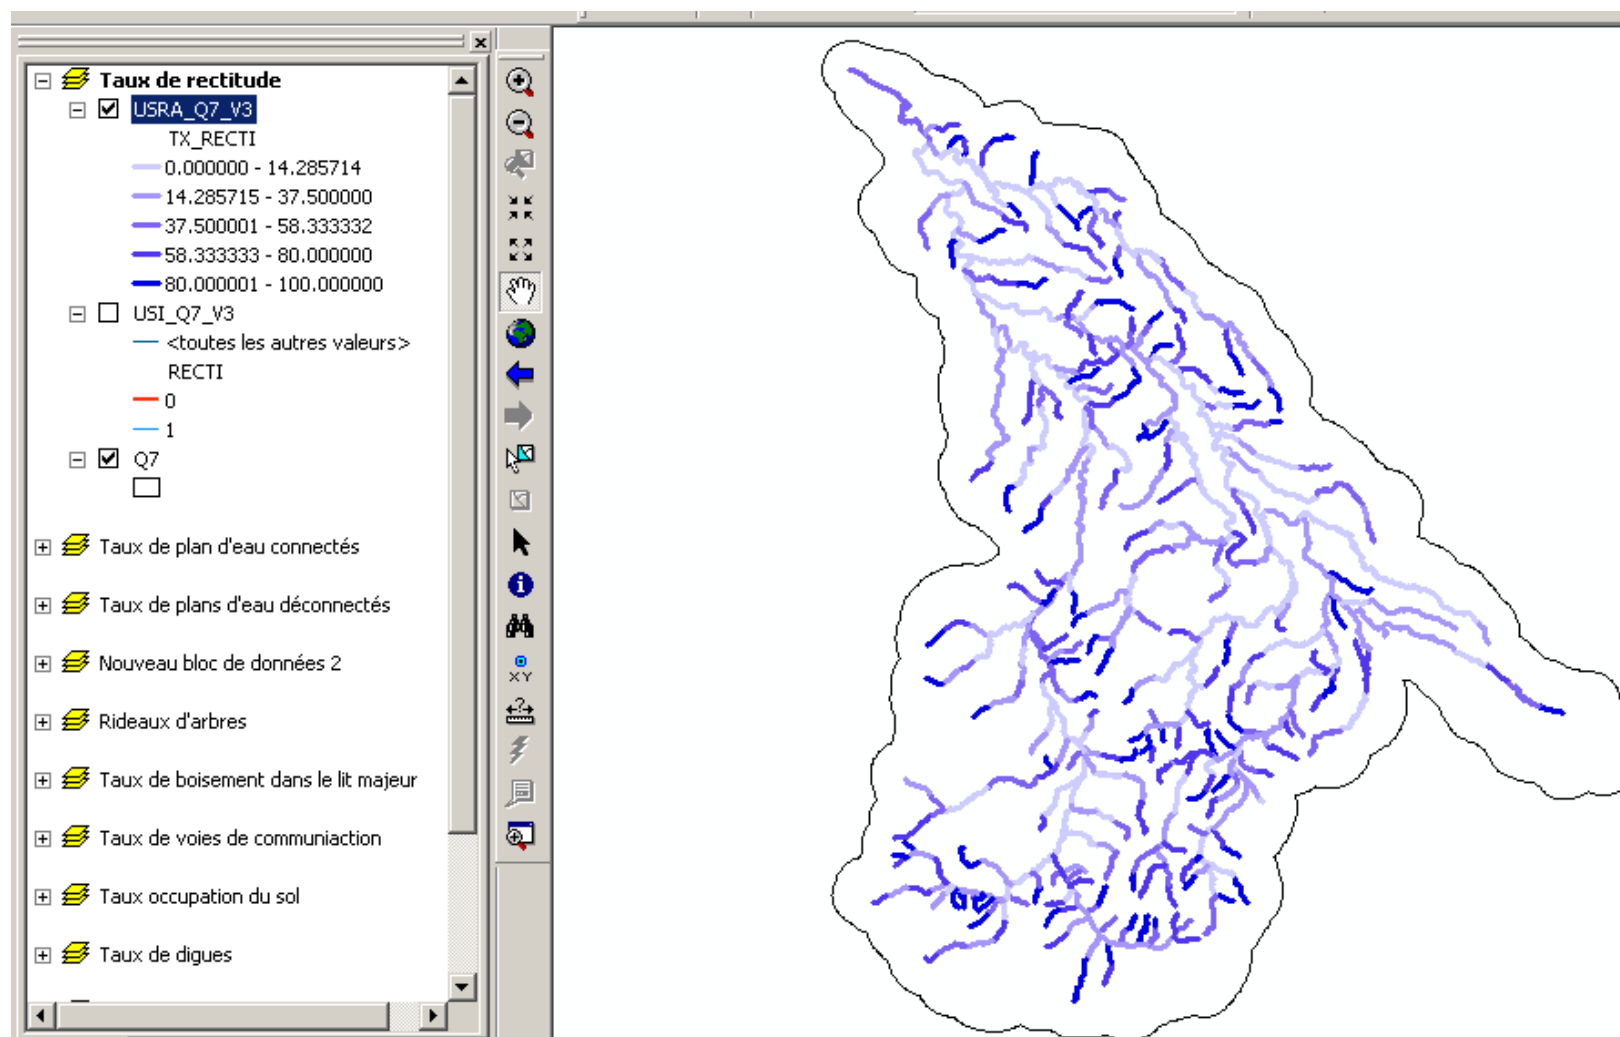 Taux de rectitude
USRA_Q7_V3
TX_RECTI
0.000000 - 14.285714
14.285715 - 37.500000
37.500001 - 58.333332
58.333333 - 80.000000
80.000001 - 100.000000
USI_Q7_V3
<toutes les autres valeurs>
RECTI
0
1
Q7
Taux de plan d'eau connectés
Taux de plans d'eau déconnectés
Nouveau bloc de données 2
Rideaux d'arbres
Taux de boisement dans le lit majeur
Taux de voies de communiaction
Taux occupation du sol
Taux de digues
XY